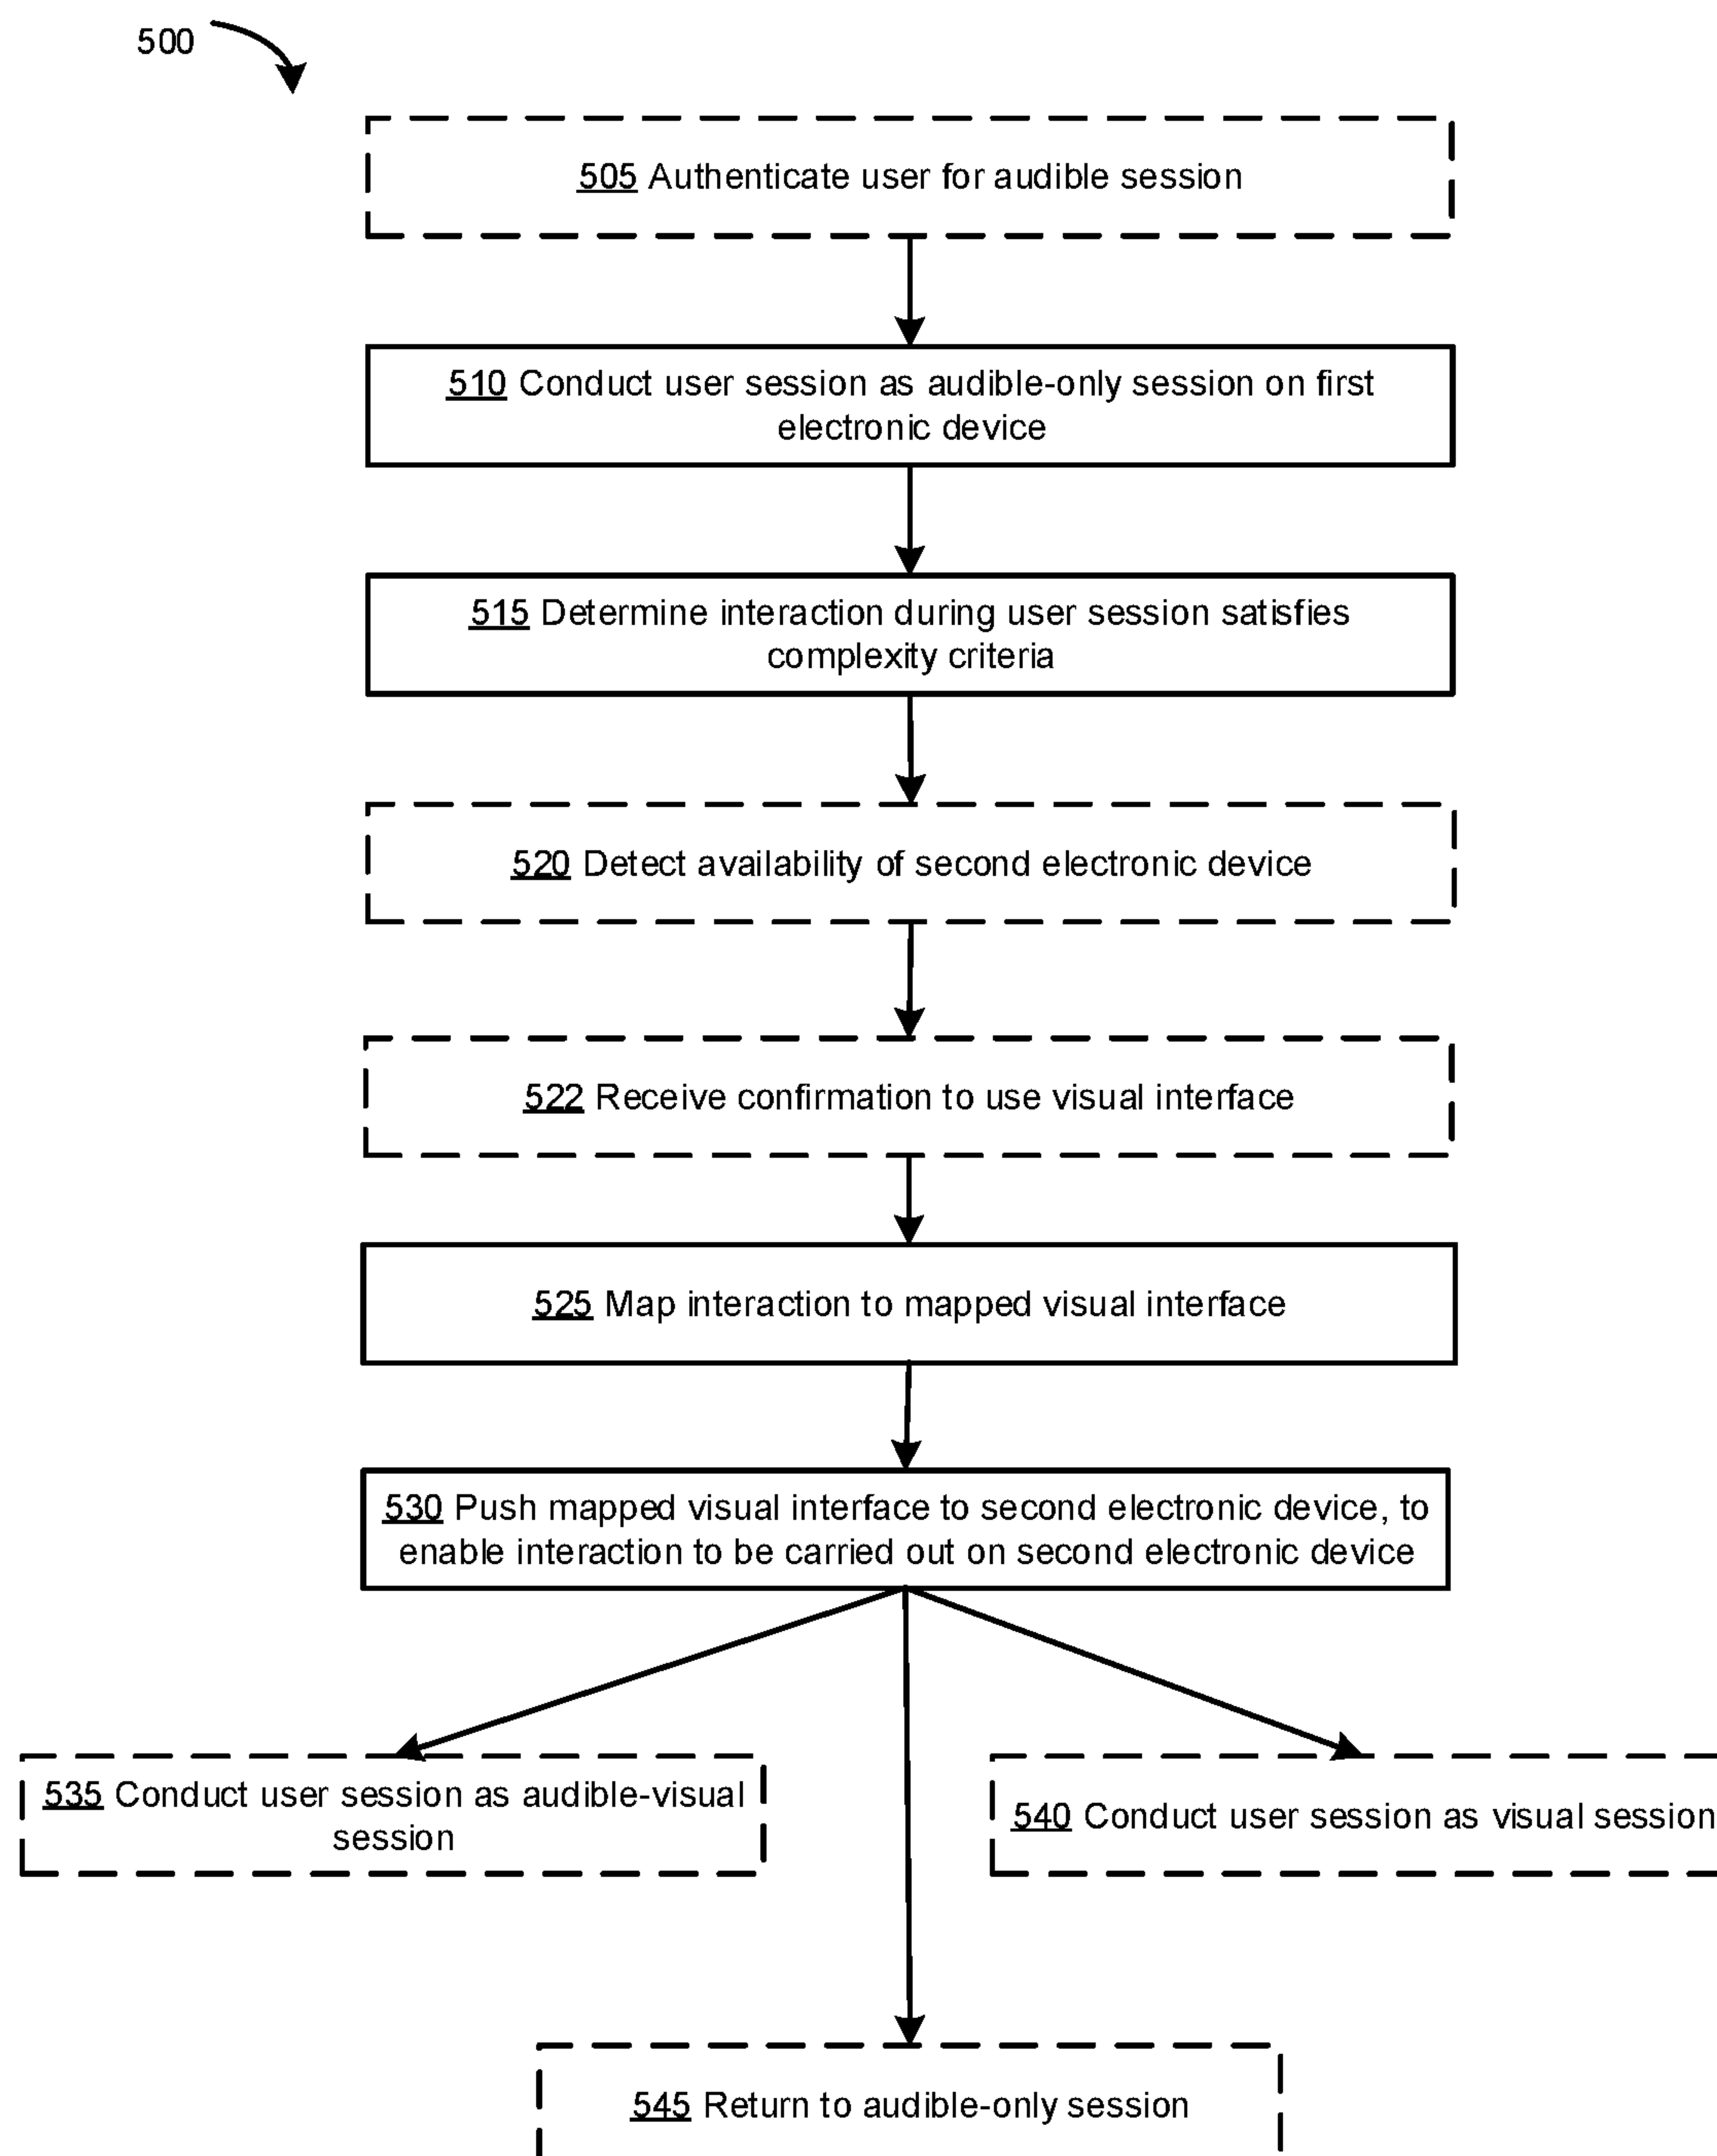 500
505 Authenticate user for audible session
510 Conduct user session as audible-only session on first
electronic device
515 Determine interaction during user session satisfies
complexity criteria
520 Detect availability of second electronic device
522 Receive confirmation to use visual interface
525 Map interaction to mapped visual interface
530 Push mapped visual interface to second electronic device, to
enable interaction to be carried out on second electronic device
535 Conduct user session as audible-visual
session
540 Conduct user session as visual session
545 Return to audible-only session